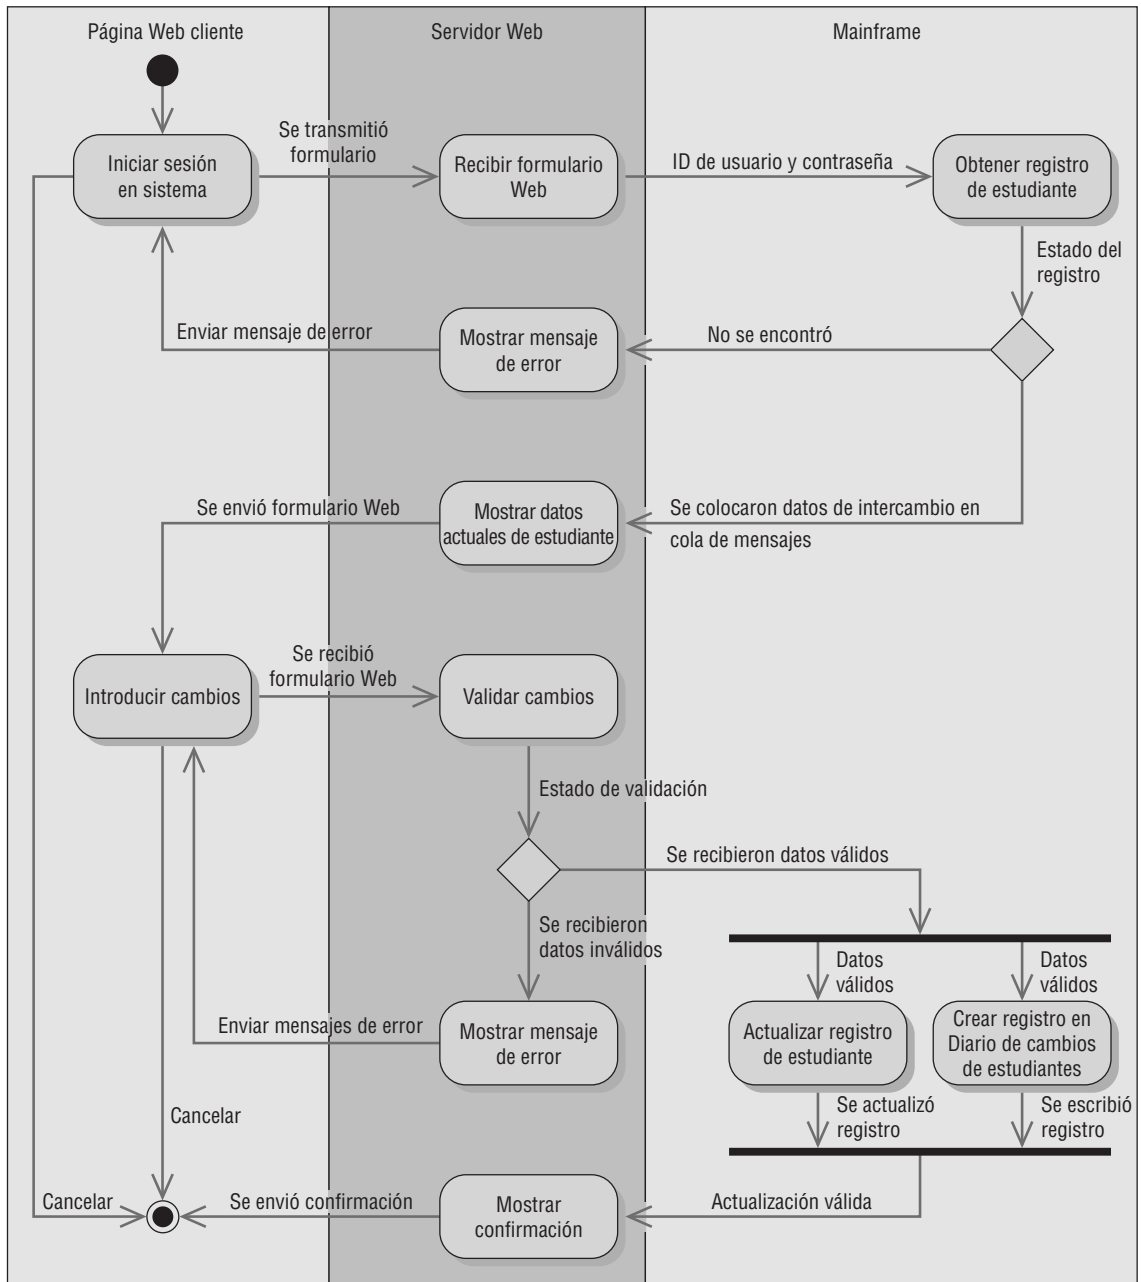 Página Web cliente
Servidor Web
Mainframe
Iniciar sesión
en sistema
Se transmitió
formulario
Recibir formulario
Web
ID de usuario y contraseña
Obtener registro
de estudiante
Estado del
registro
Enviar mensaje de error
Mostrar mensaje
de error
No se encontró
Se envió formulario Web
Mostrar datos
actuales de estudiante
Se colocaron datos de intercambio en
cola de mensajes
Introducir cambios
Se recibió
formulario Web
Validar cambios
Estado de validación
Se recibieron datos válidos
Se recibieron
datos inválidos
Datos
válidos
Datos
válidos
Enviar mensajes de error
Mostrar mensaje
de error
Actualizar registro
de estudiante
Crear registro en
Diario de cambios
de estudiantes
Se actualizó
registro
Se escribió
registro
Cancelar
Cancelar
Se envió confirmación
Mostrar
confirmación
Actualización válida